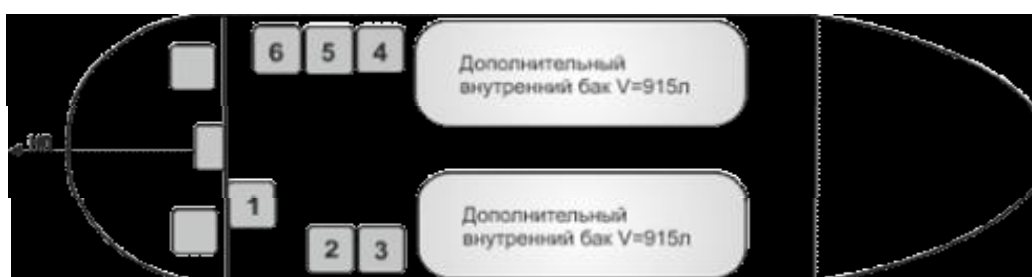 6 5 4
Дополнительный
внутренний бак V=915л
1
2 3
Дополнительный
внутренний бак V=915л